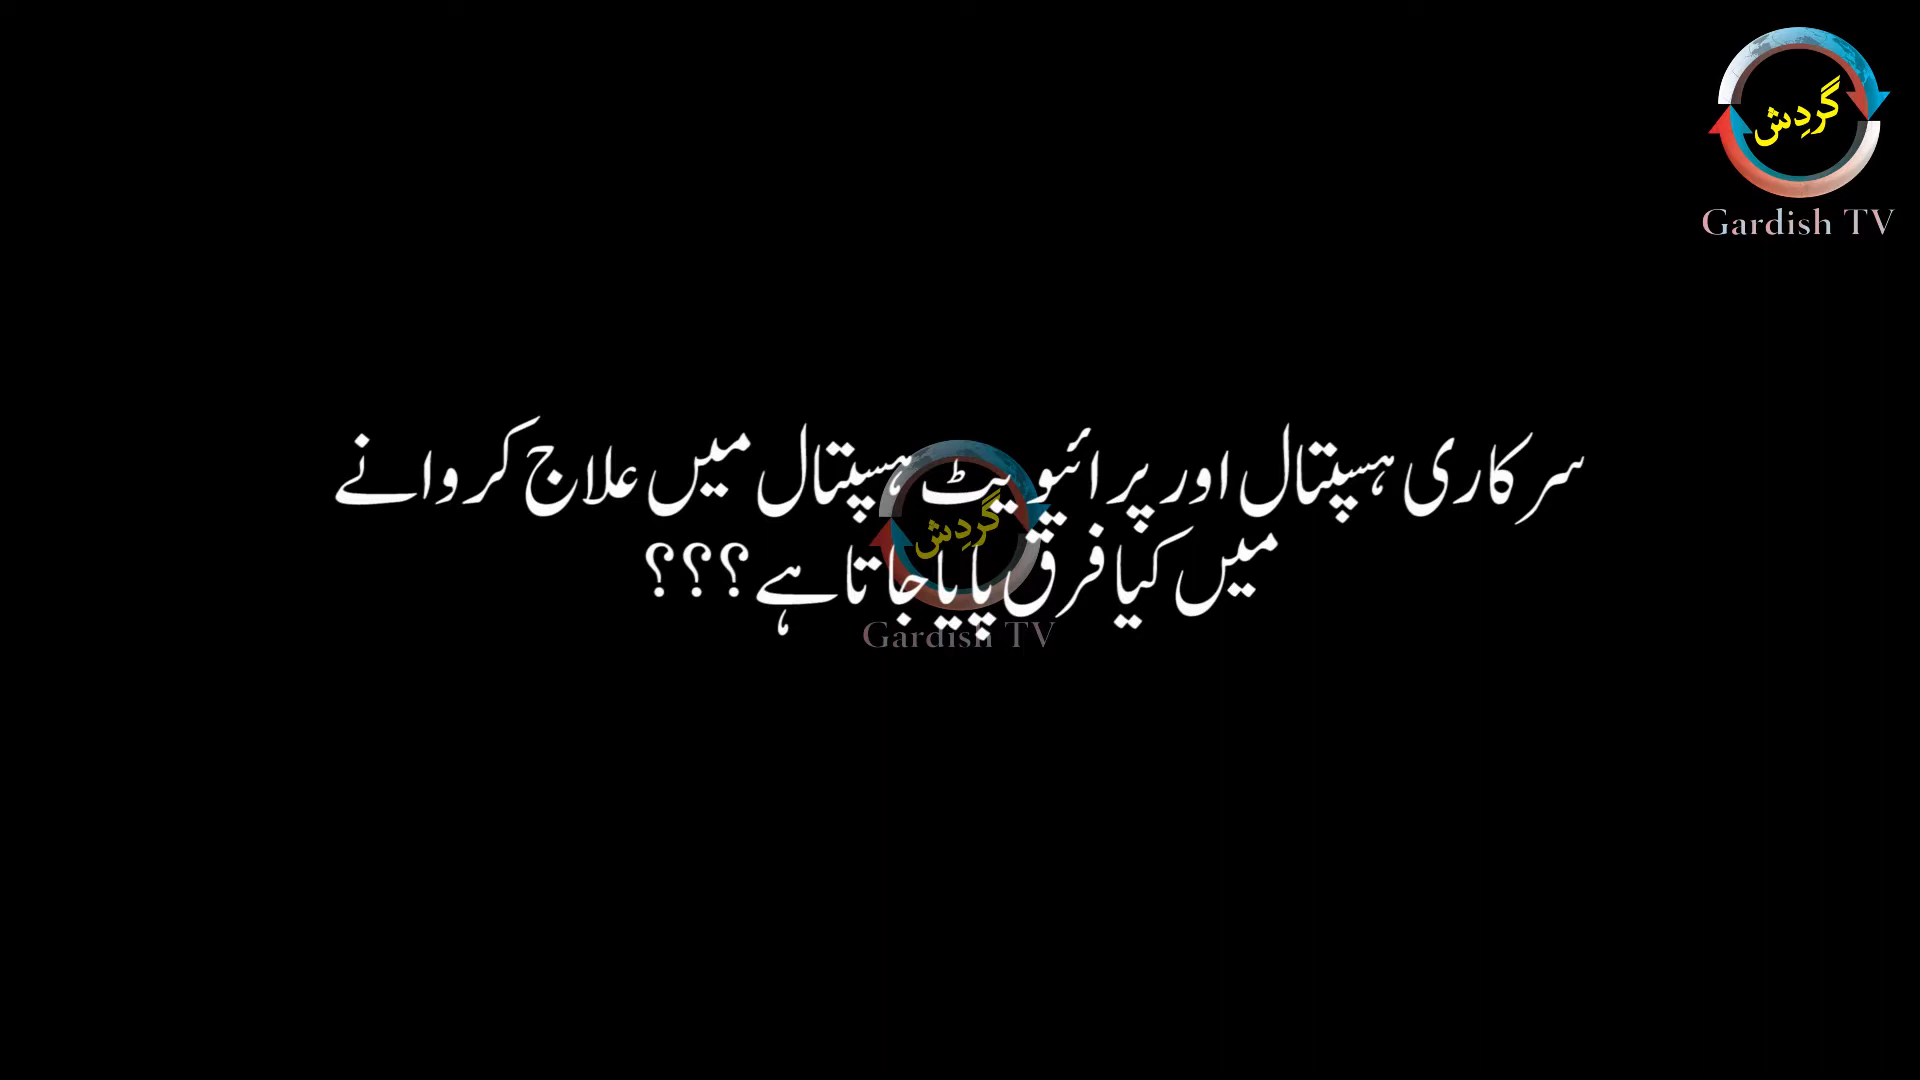 گردِش
Gardish TV
سرکاری ہسپتال اور پرائیویٹ ہسپتال میں علاج کروانے
میں کیا فرق پایا جاتا ہے؟؟؟
گردِش
Gardish TV